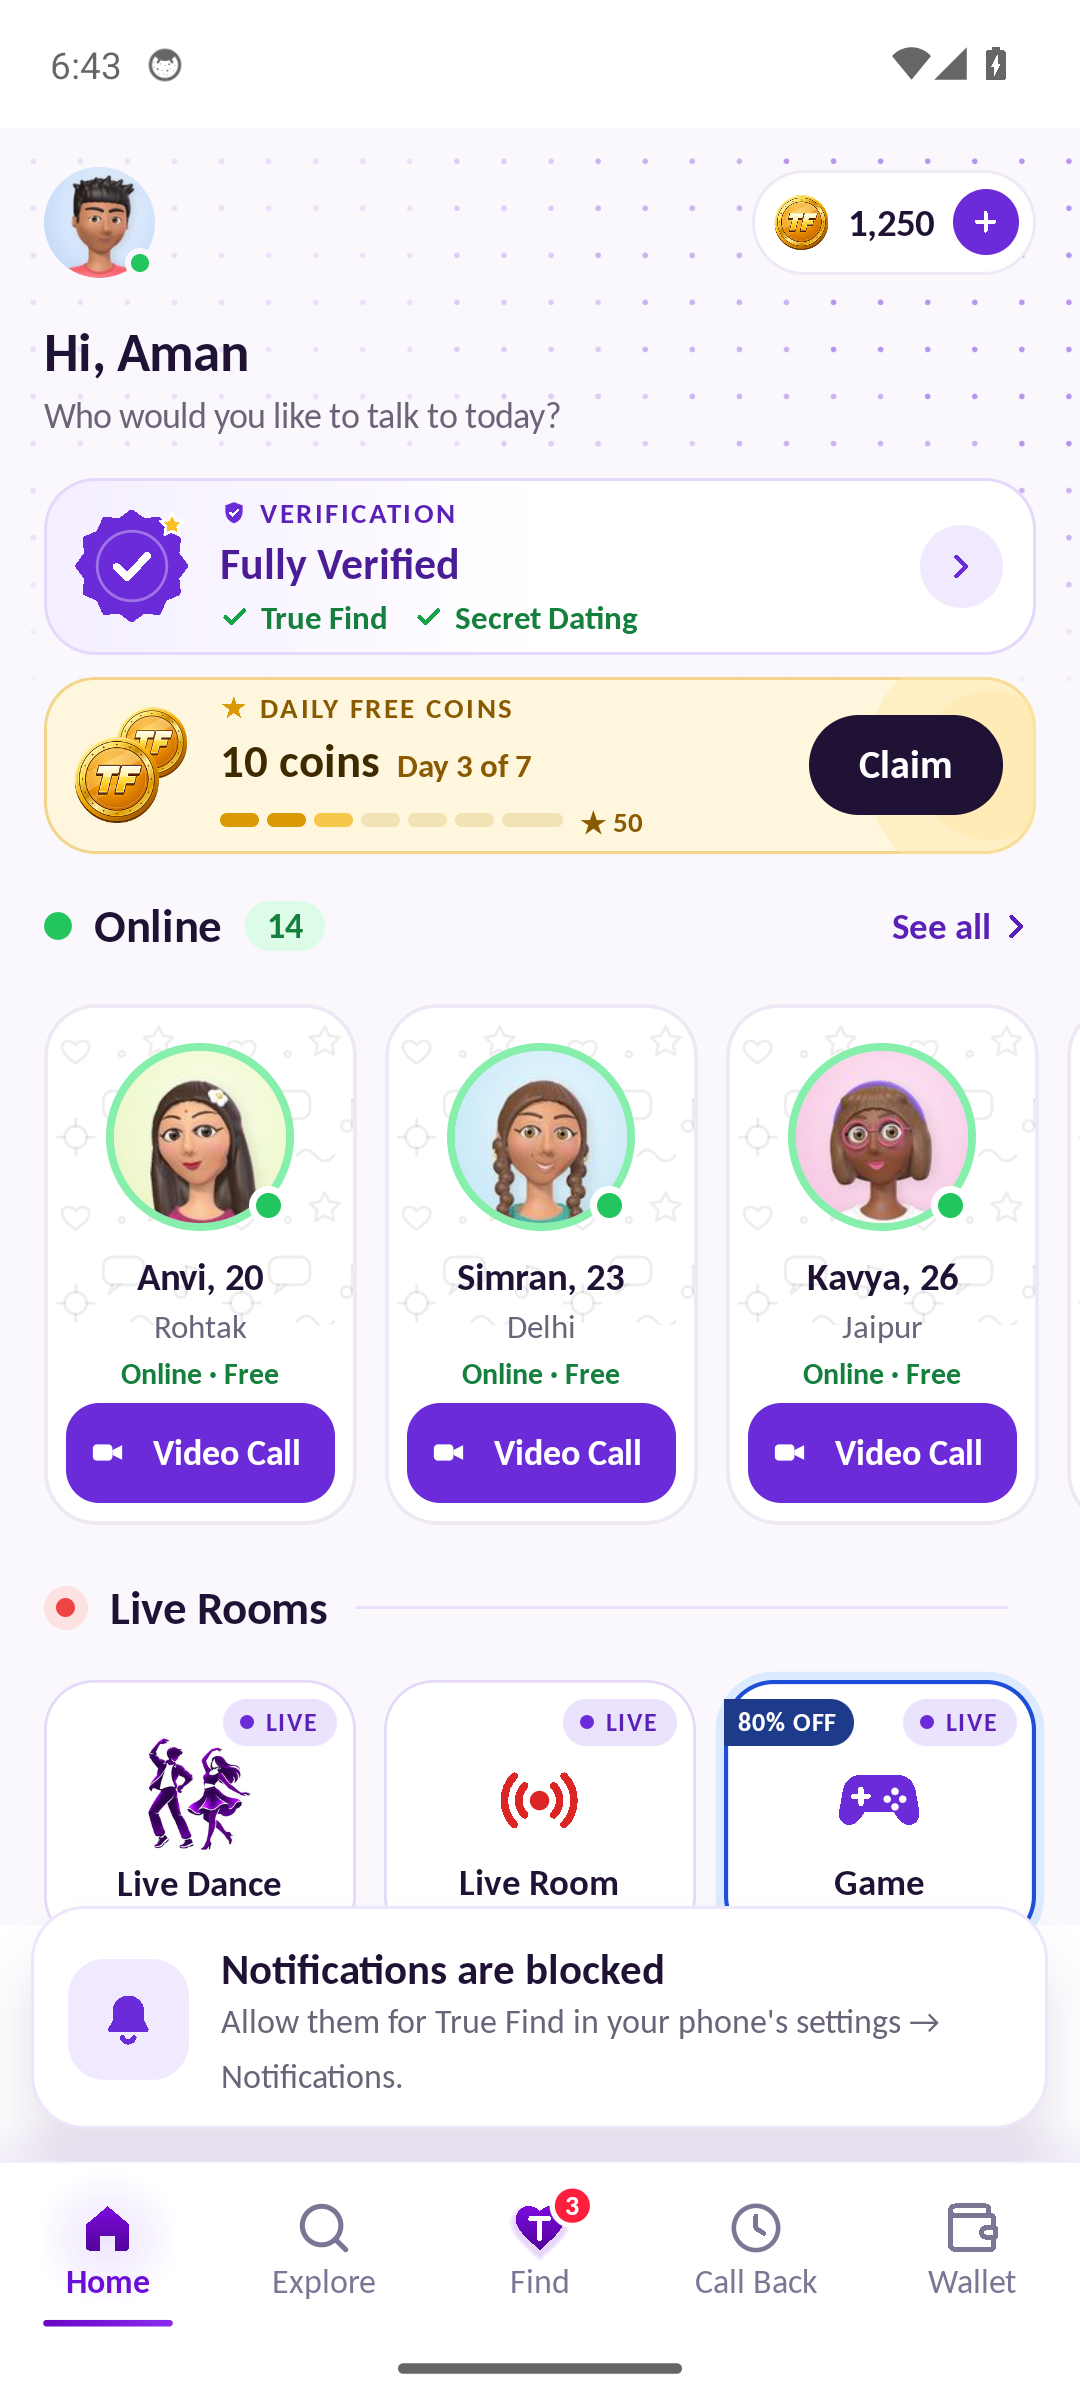 6:43
TF 1,250 +
Hi, Aman
Who would you like to talk to today?
VERIFICATION
Fully Verified
True Find Secret Dating
DAILY FREE COINS
TF TF
10 coins Day 3 of 7
Claim
★ 50
Online 14 See all
Anvi, 20 Simran, 23 Kavya, 26
Rohtak Delhi Jaipur
Online · Free Online · Free Online · Free
Video Call Video Call Video Call
Live Rooms
LIVE LIVE 80% OFF LIVE
Live Dance Live Room Game
Notifications are blocked
Allow them for True Find in your phone's settings →
Notifications.
T 3
Home Explore Find Call Back Wallet